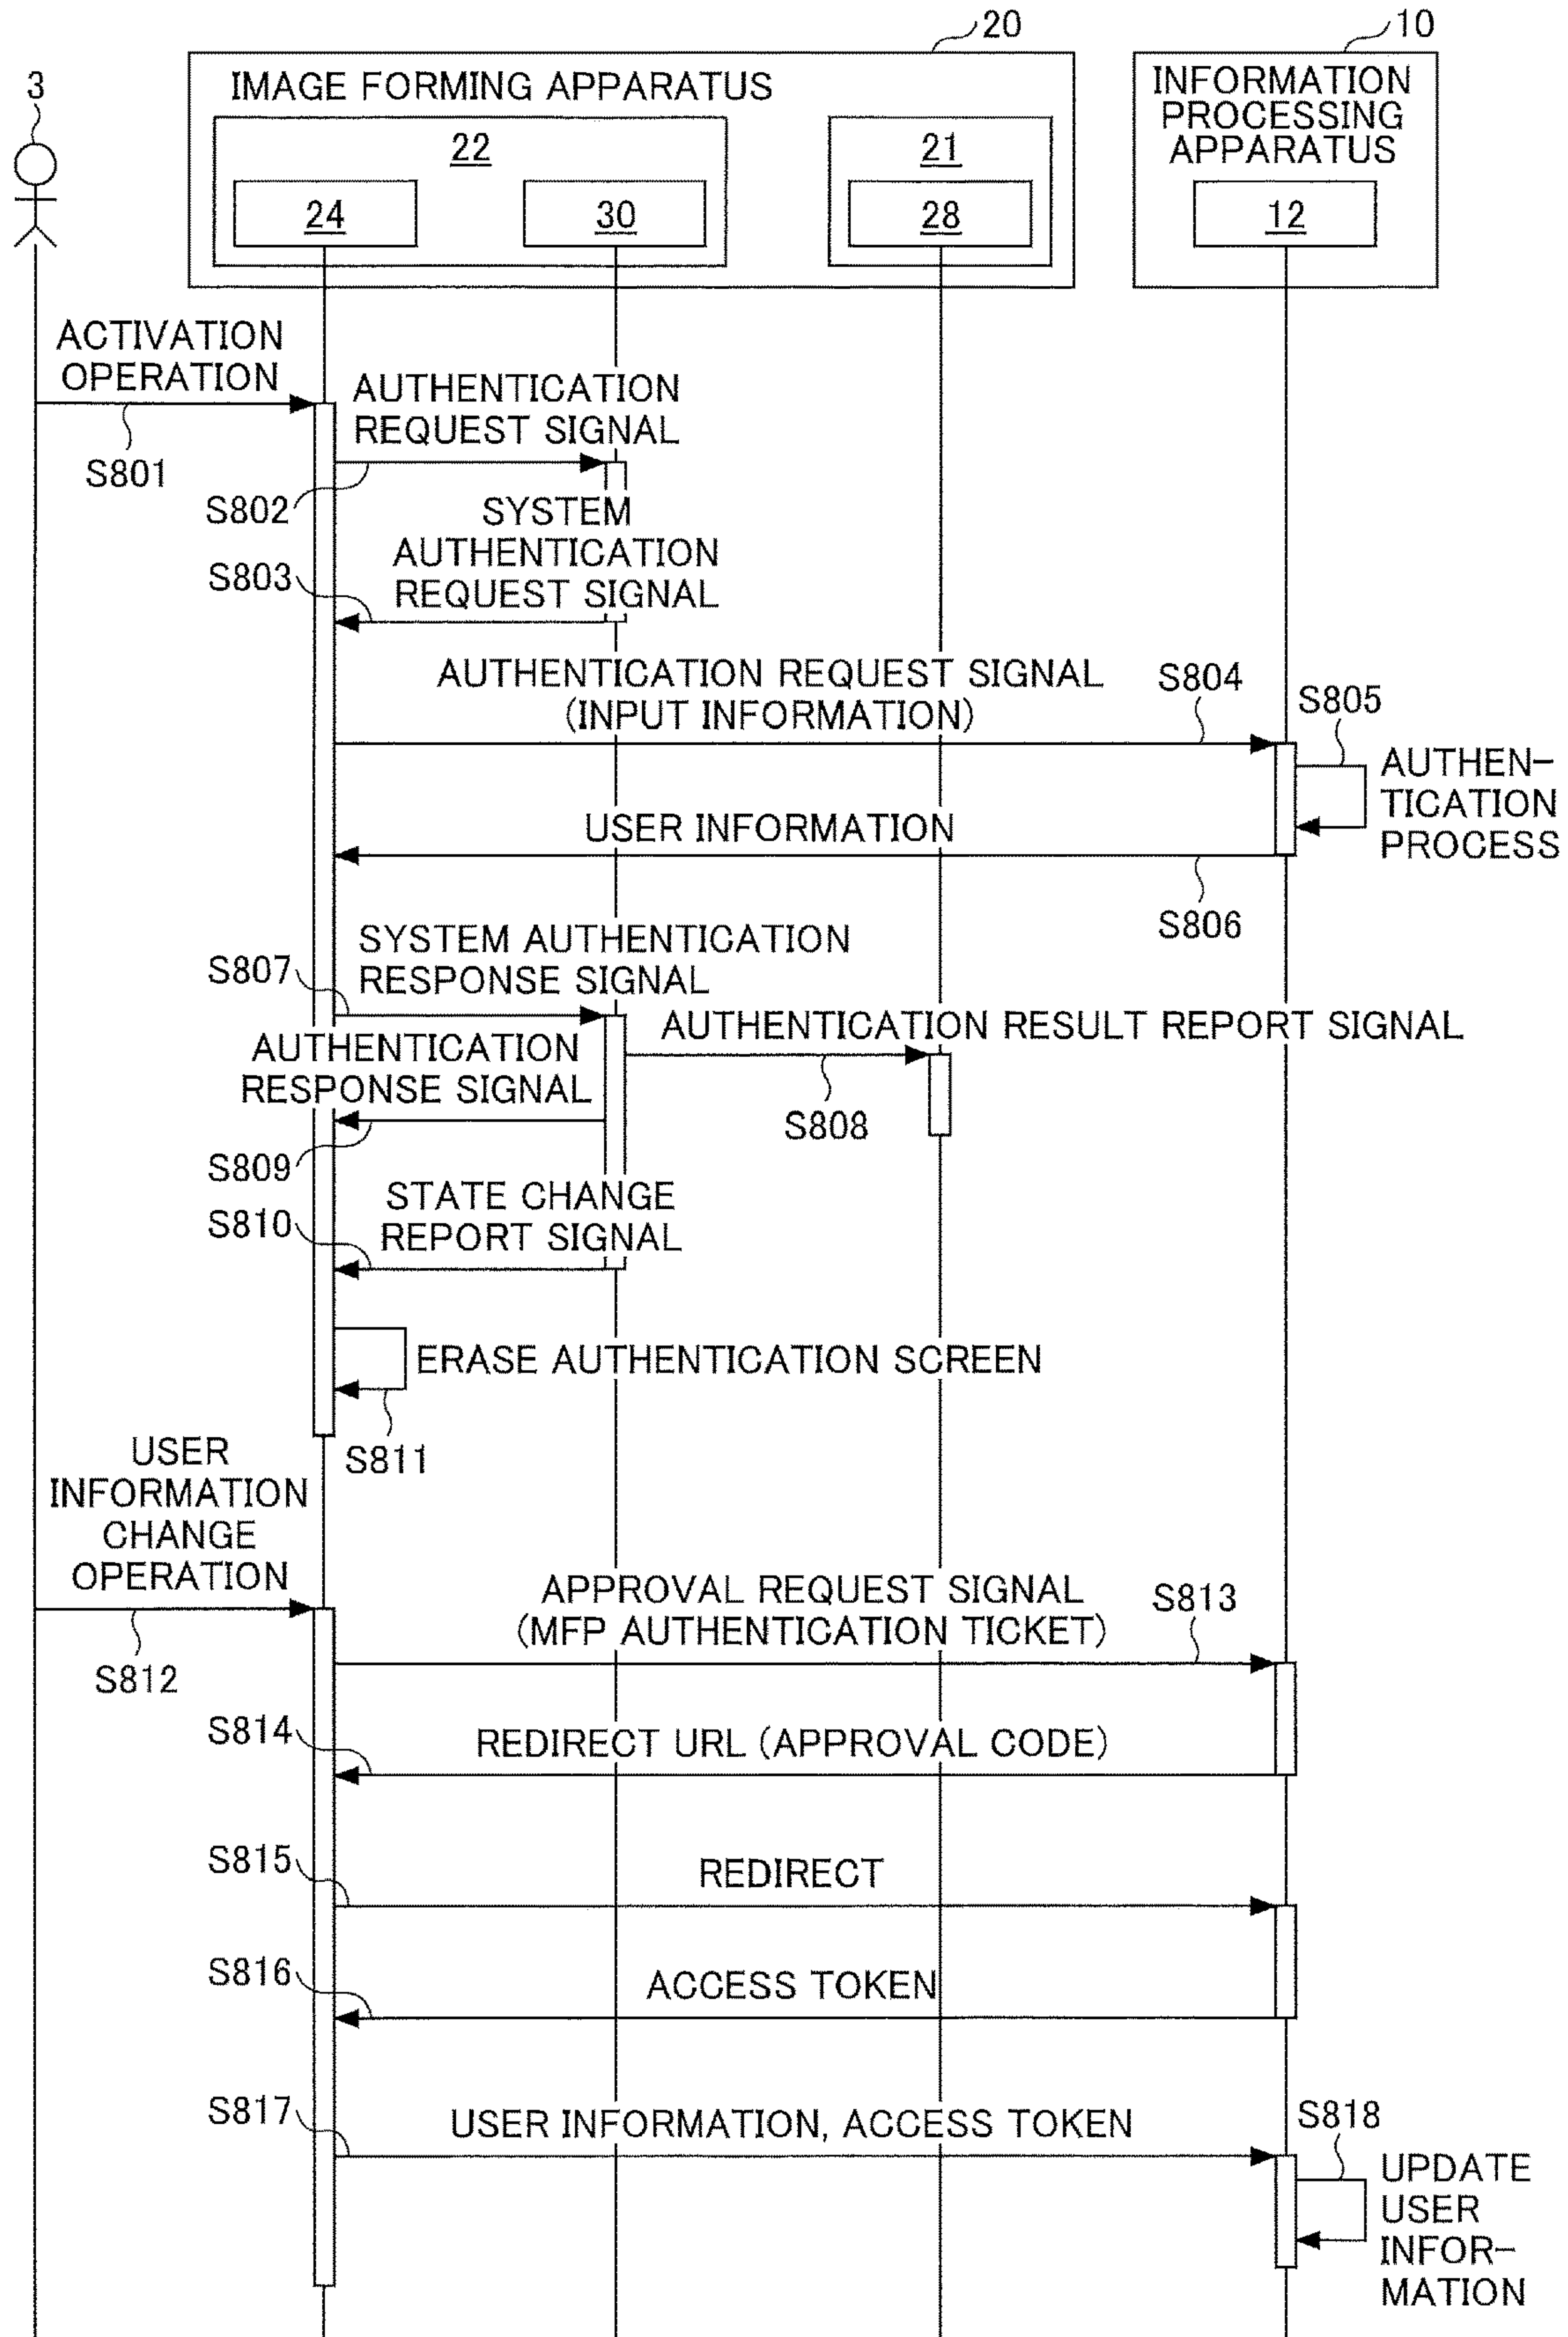 20
10
3
IMAGE FORMING APPARATUS
INFORMATION
PROCESSING
APPARATUS
22
21
24
30
28
12
ACTIVATION
OPERATION
S801
AUTHENTICATION
REQUEST SIGNAL
S802
SYSTEM
AUTHENTICATION
REQUEST SIGNAL
S803
AUTHENTICATION REQUEST SIGNAL
(INPUT INFORMATION)
S804
S805
AUTHEN-
TICATION
PROCESS
USER INFORMATION
S806
SYSTEM AUTHENTICATION
RESPONSE SIGNAL
S807
AUTHENTICATION RESULT REPORT SIGNAL
S808
AUTHENTICATION
RESPONSE SIGNAL
S809
STATE CHANGE
REPORT SIGNAL
S810
ERASE AUTHENTICATION SCREEN
S811
USER
INFORMATION
CHANGE
OPERATION
S812
APPROVAL REQUEST SIGNAL
(MFP AUTHENTICATION TICKET)
S813
S814
REDIRECT URL (APPROVAL CODE)
S815
REDIRECT
S816
ACCESS TOKEN
S817
USER INFORMATION, ACCESS TOKEN
S818
UPDATE
USER
INFOR-
MATION